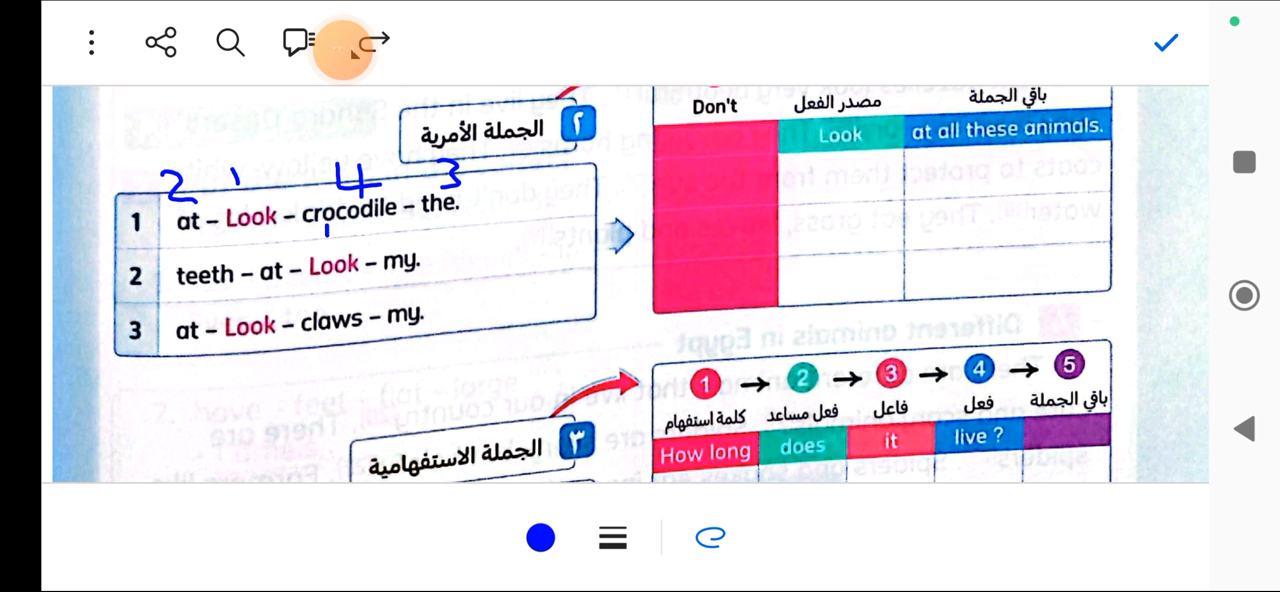 Don't مصدر الفعل باقي الجملة
Look at all these animals.
٢ الجملة الأمرية
2 1 4 3
1 at – Look – crocodile – the.
1
2 teeth – at – Look – my.
3 at – Look – claws – my.
1 → 2 → 3 → 4 → 5
كلمة استفهام فعل مساعد فاعل فعل باقي الجملة
How long does it live ?
٣ الجملة الاستفهامية